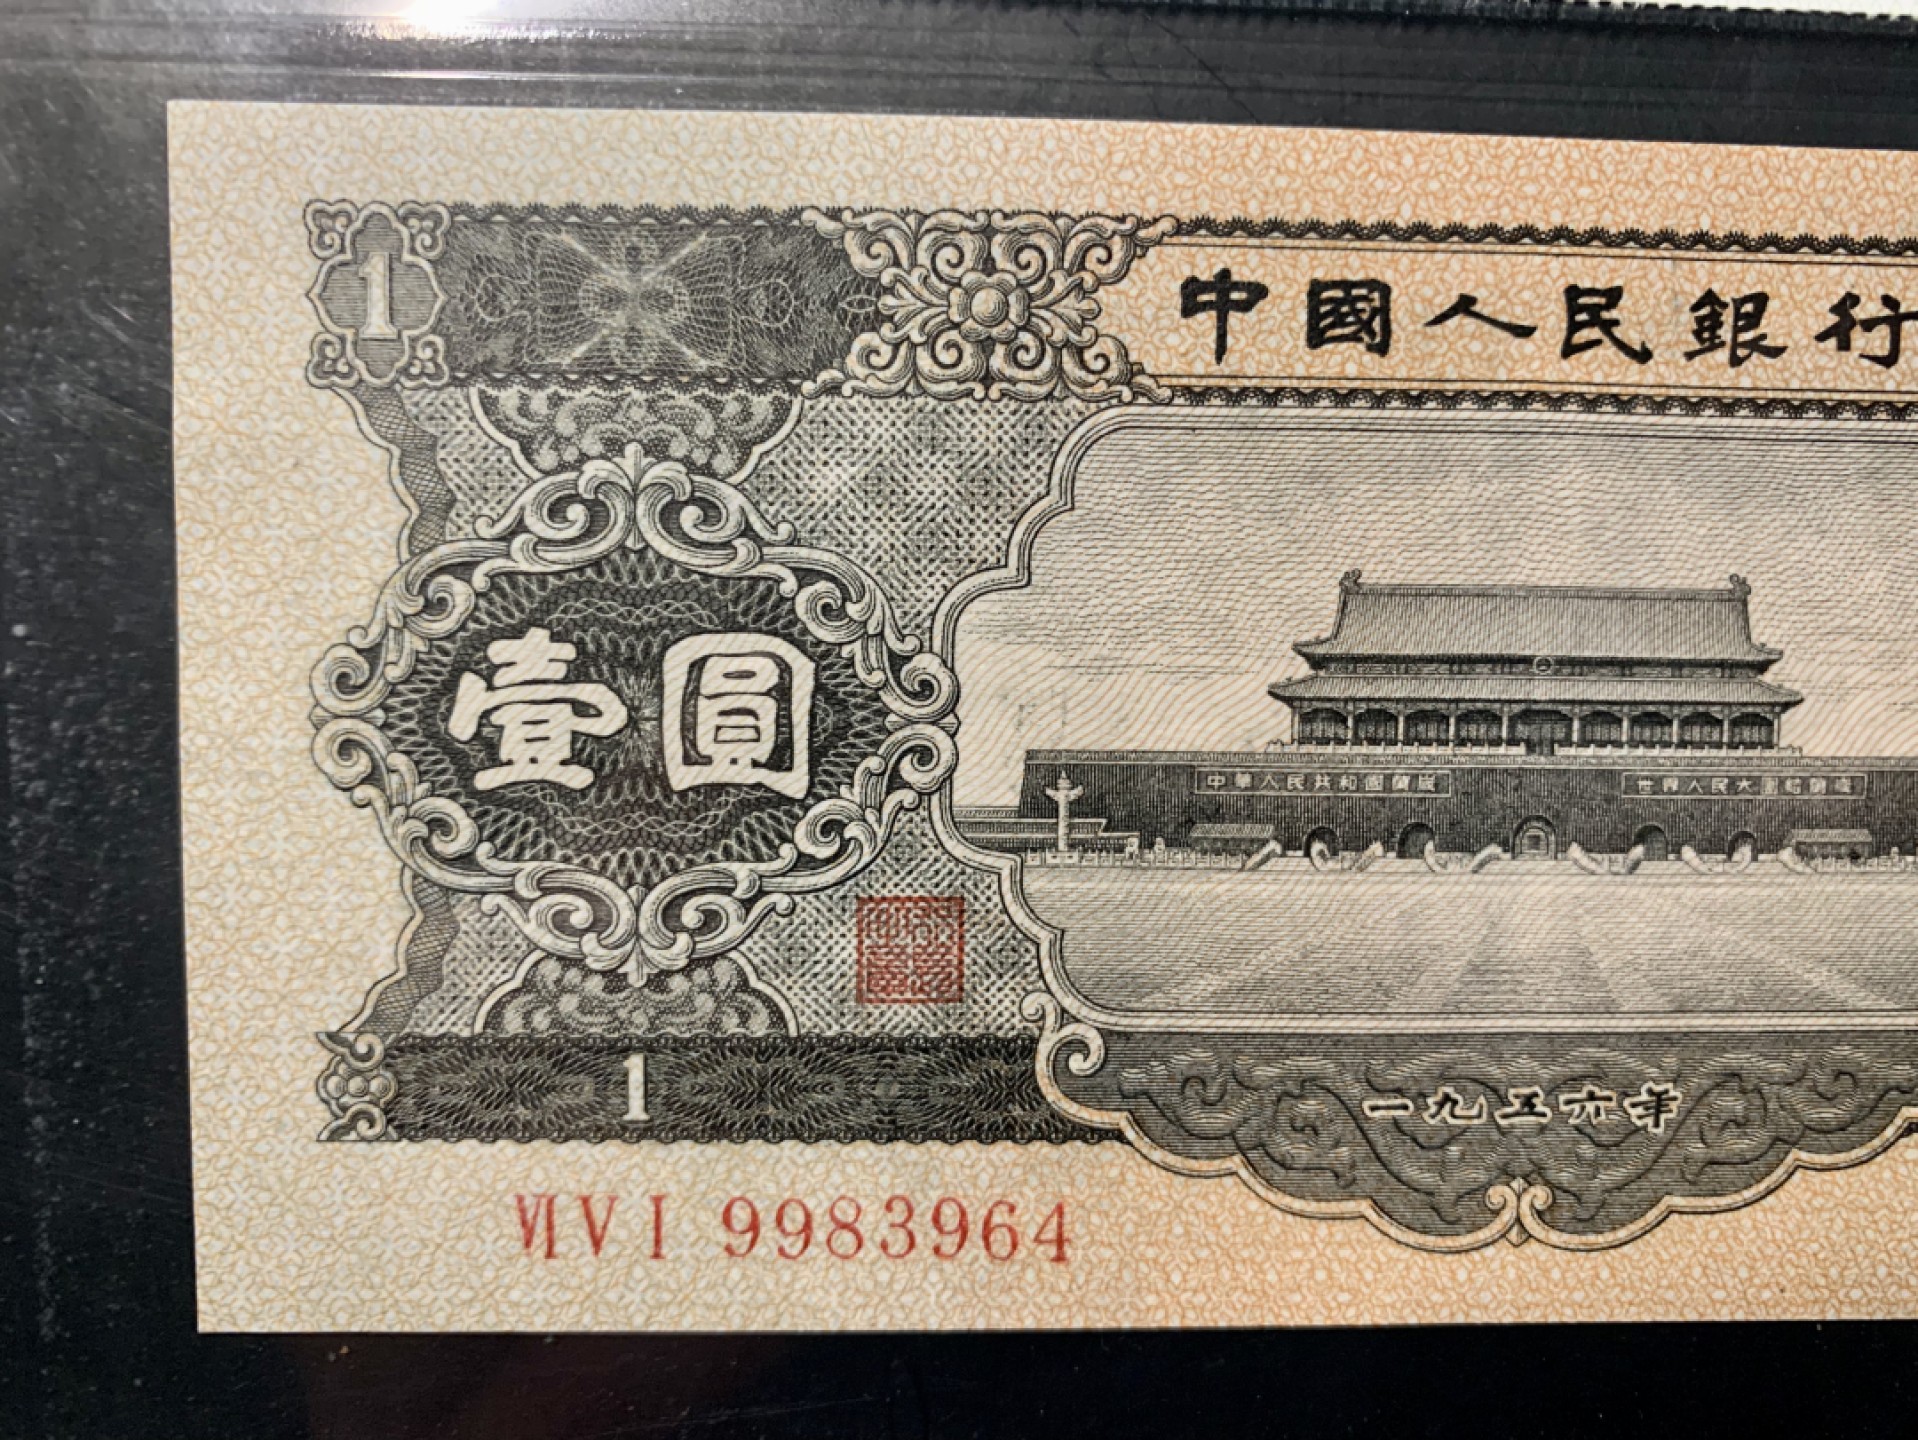 1
中國人民銀行
壹圓
中華人民共和國萬歲 世界人民大團結萬歲
1
一九五六年
VI V I 9983964